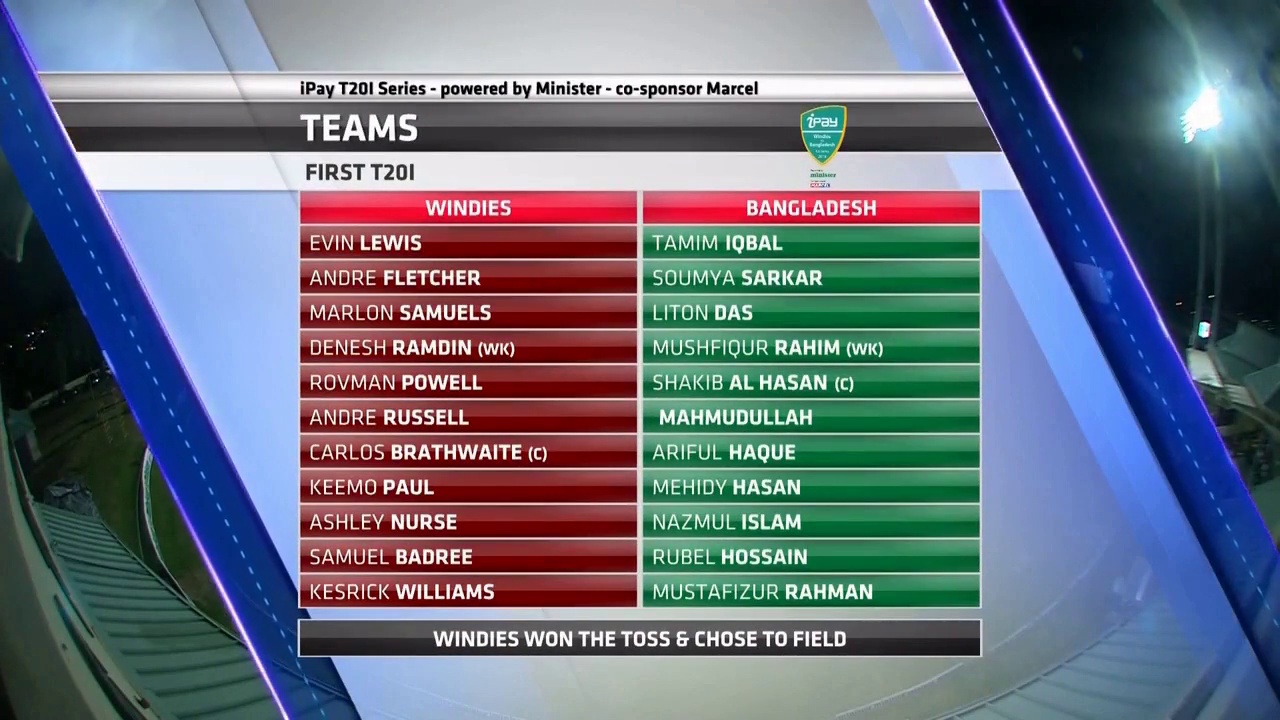 iPay T20I Series - powered by Minister - co-sponsor Marcel
TEAMS
iPay
Windies
Bangladesh
FIRST T20I
WINDIES BANGLADESH
EVIN LEWIS TAMIM IQBAL
ANDRE FLETCHER SOUMYA SARKAR
MARLON SAMUELS LITON DAS
DENESH RAMDIN (WK) MUSHFIQUR RAHIM (WK)
ROVMAN POWELL SHAKIB AL HASAN (C)
ANDRE RUSSELL MAHMUDULLAH
CARLOS BRATHWAITE (C) ARIFUL HAQUE
KEEMO PAUL MEHIDY HASAN
ASHLEY NURSE NAZMUL ISLAM
SAMUEL BADREE RUBEL HOSSAIN
KESRICK WILLIAMS MUSTAFIZUR RAHMAN
WINDIES WON THE TOSS & CHOSE TO FIELD